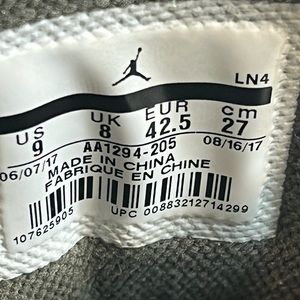 LN4
US UK EUR cm
9 8 42.5 27
06/07/17 AA1294-205 08/16/17
MADE IN CHINA
FABRIQUE EN CHINE
107625905 UPC 00883212714299